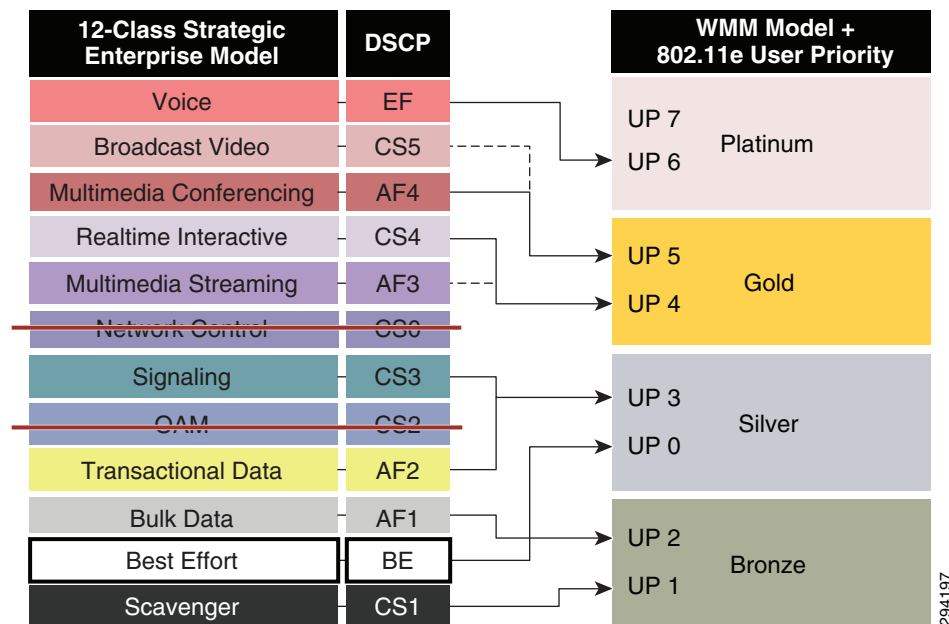 12-Class Strategic
Enterprise Model
DSCP
WMM Model +
802.11e User Priority
Voice
EF
Broadcast Video
CS5
Multimedia Conferencing
AF4
Realtime Interactive
CS4
Multimedia Streaming
AF3
Network Control
CS0
Signaling
CS3
OAM
CS2
Transactional Data
AF2
Bulk Data
AF1
Best Effort
BE
Scavenger
CS1
UP 7
UP 6
Platinum
UP 5
UP 4
Gold
UP 3
UP 0
Silver
UP 2
UP 1
Bronze
294197